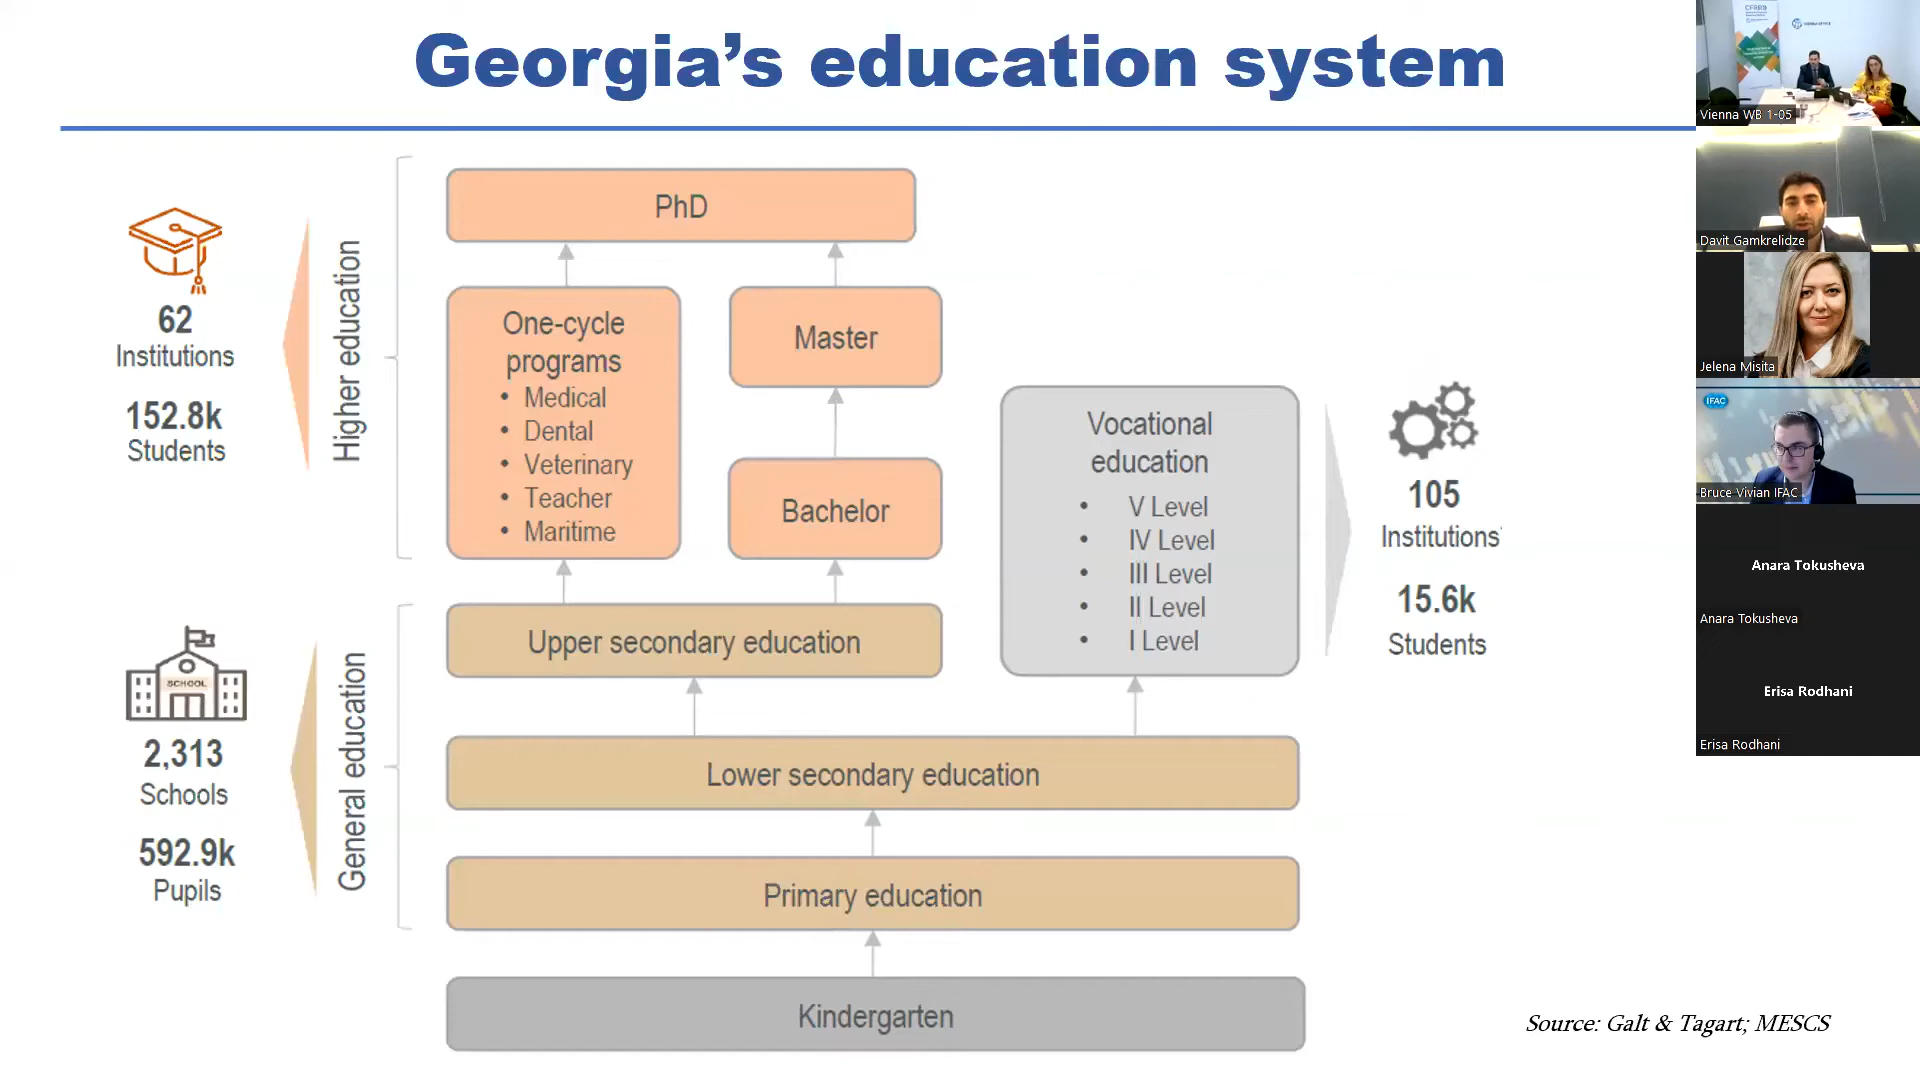 Georgia's education system
62
Institutions
152.8k
Students
Higher education
PhD
One-cycle
programs
• Medical
• Dental
• Veterinary
• Teacher
• Maritime
Master
Bachelor
Vocational
education
• V Level
• IV Level
• III Level
• II Level
• I Level
105
Institutions
15.6k
Students
SCHOOL
2,313
Schools
592.9k
Pupils
General education
Upper secondary education
Lower secondary education
Primary education
Kindergarten
Source: Galt & Tagart; MESCS
CFRR
Vienna WB 1-05
Davit Gamkrelidze
Jelena Misita
IFAC
Bruce Vivian IFAC
Anara Tokusheva
Anara Tokusheva
Erisa Rodhani
Erisa Rodhani